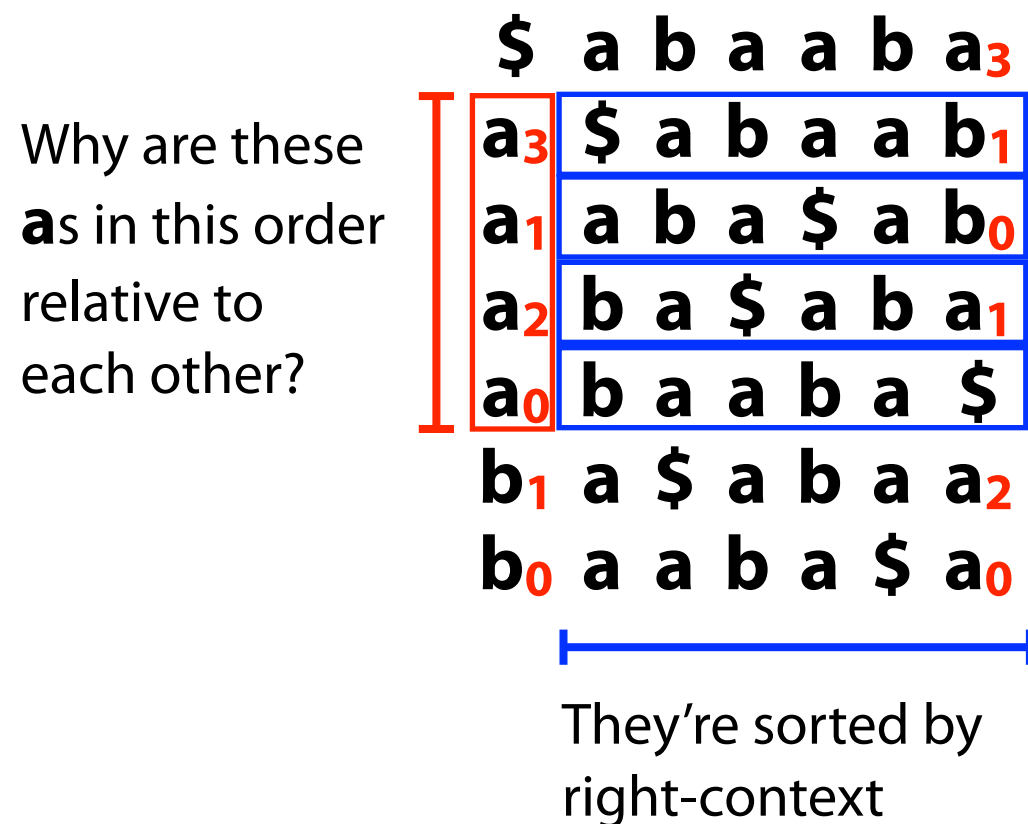 $ a b a a b a3
a3 $ a b a a b1
a1 a b a $ a b0
a2 b a $ a b a1
a0 b a a b a $
b1 a $ a b a a2
b0 a a b a $ a0
Why are these
as in this order
relative to
each other?
They’re sorted by
right-context